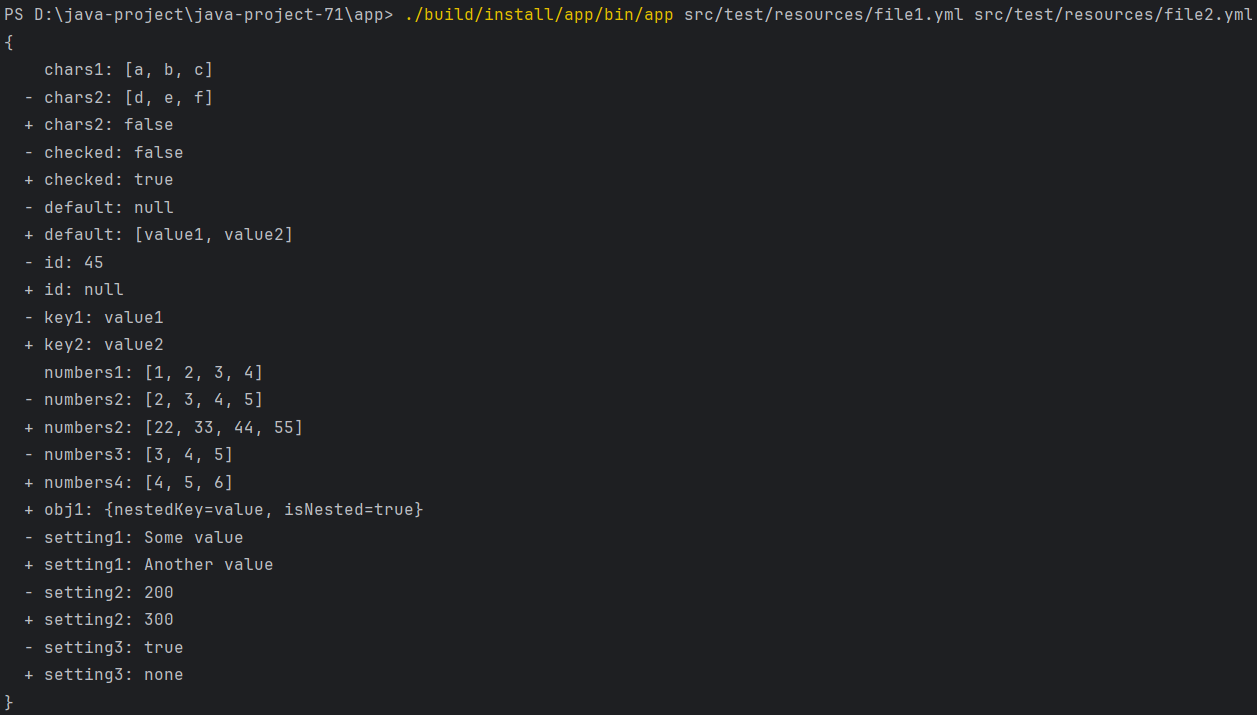 PS D:\java-project\java-project-71\app> ./build/install/app/bin/app src/test/resources/file1.yml src/test/resources/file2.yml
{
    chars1: [a, b, c]
  - chars2: [d, e, f]
  + chars2: false
  - checked: false
  + checked: true
  - default: null
  + default: [value1, value2]
  - id: 45
  + id: null
  - key1: value1
  + key2: value2
    numbers1: [1, 2, 3, 4]
  - numbers2: [2, 3, 4, 5]
  + numbers2: [22, 33, 44, 55]
  - numbers3: [3, 4, 5]
  + numbers4: [4, 5, 6]
  + obj1: {nestedKey=value, isNested=true}
  - setting1: Some value
  + setting1: Another value
  - setting2: 200
  + setting2: 300
  - setting3: true
  + setting3: none
}